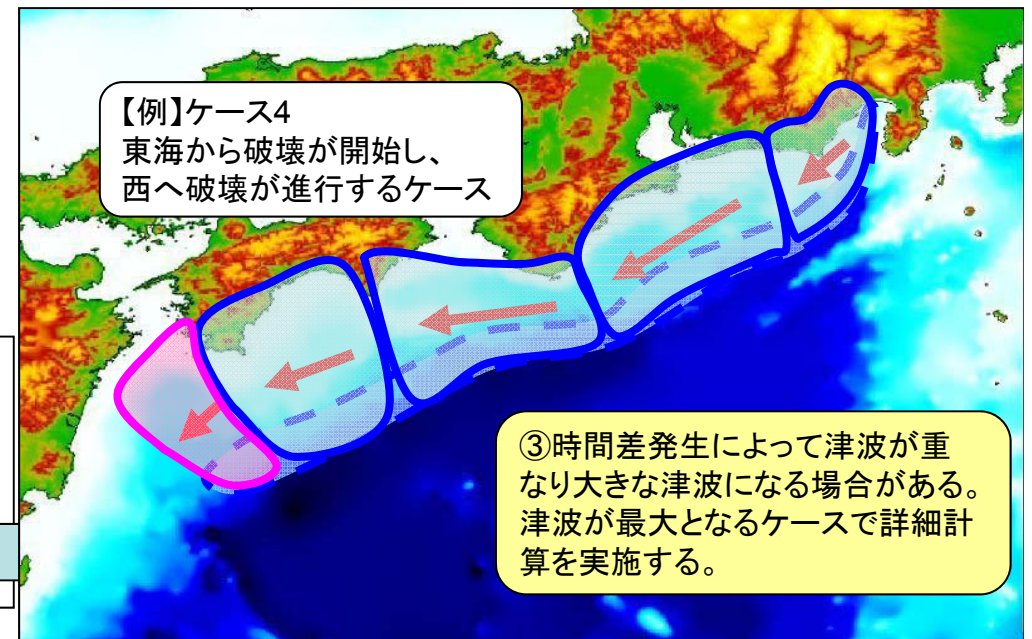 【例】ケース4
東海から破壊が開始し、
西へ破壊が進行するケース
③時間差発生によって津波が重
なり大きな津波になる場合がある。
津波が最大となるケースで詳細計
算を実施する。